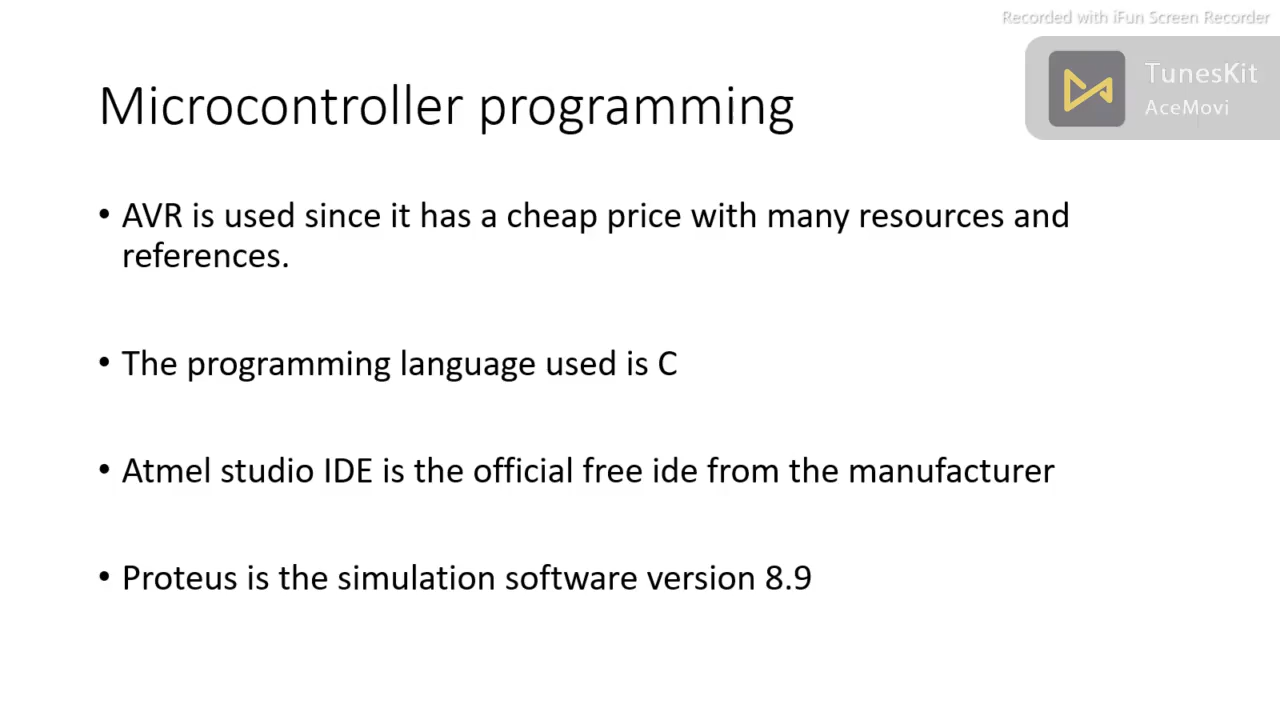 Recorded with iFun Screen Recorder
TunesKit
AceMovi
Microcontroller programming
• AVR is used since it has a cheap price with many resources and
references.
• The programming language used is C
• Atmel studio IDE is the official free ide from the manufacturer
• Proteus is the simulation software version 8.9